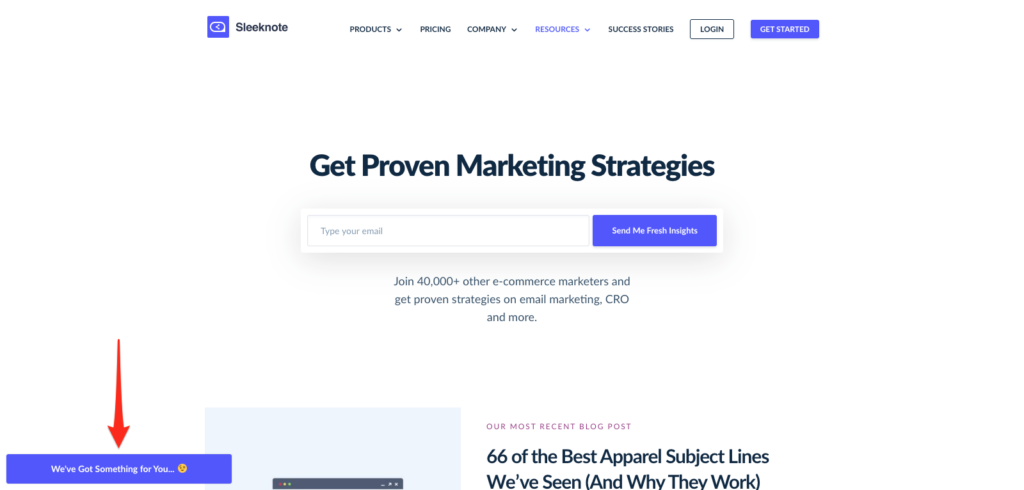 Sleeknote
PRODUCTS PRICING COMPANY RESOURCES SUCCESS STORIES LOGIN GET STARTED
Get Proven Marketing Strategies
Type your email Send Me Fresh Insights
Join 40,000+ other e-commerce marketers and
get proven strategies on email marketing, CRO
and more.
OUR MOST RECENT BLOG POST
66 of the Best Apparel Subject Lines
We've Seen (And Why They Work)
We've Got Something for You... 😉